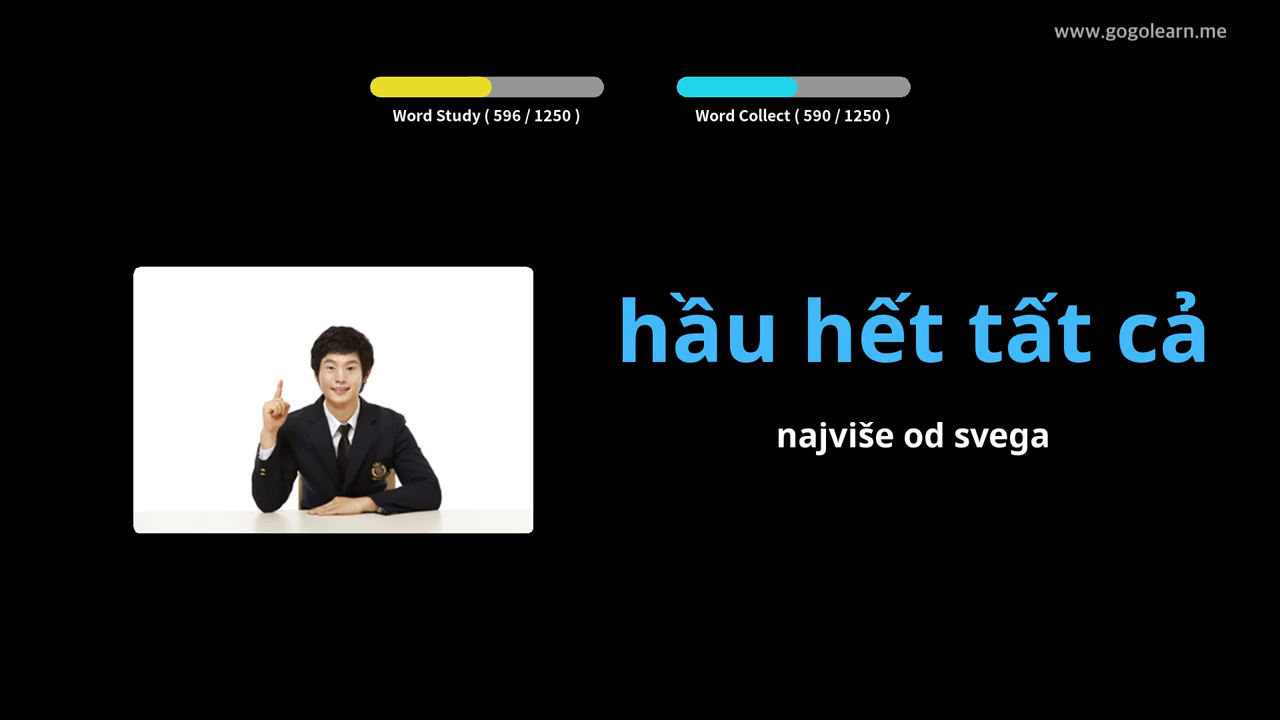 www.gogolearn.me
Word Study ( 596 / 1250 )
Word Collect ( 590 / 1250 )
hầu hết tất cả
najviše od svega